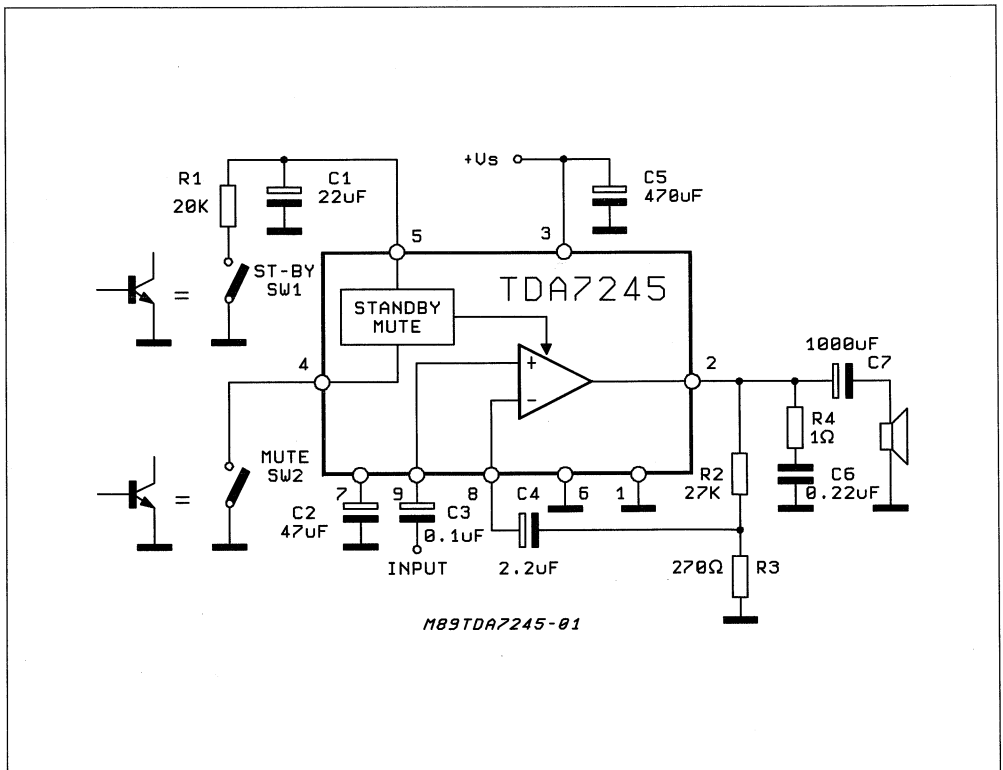 +Vs
R1
20K
C1
22uF
C5
470uF
5
3
=
ST-BY
SW1
STANDBY
MUTE
TDA7245
4
+
−
2
1000uF
C7
R4
1Ω
=
MUTE
SW2
7
9
8
C4
6
1
R2
27K
C6
0.22uF
C2
47uF
C3
0.1uF
INPUT
2.2uF
270Ω
R3
M89TDA7245-01